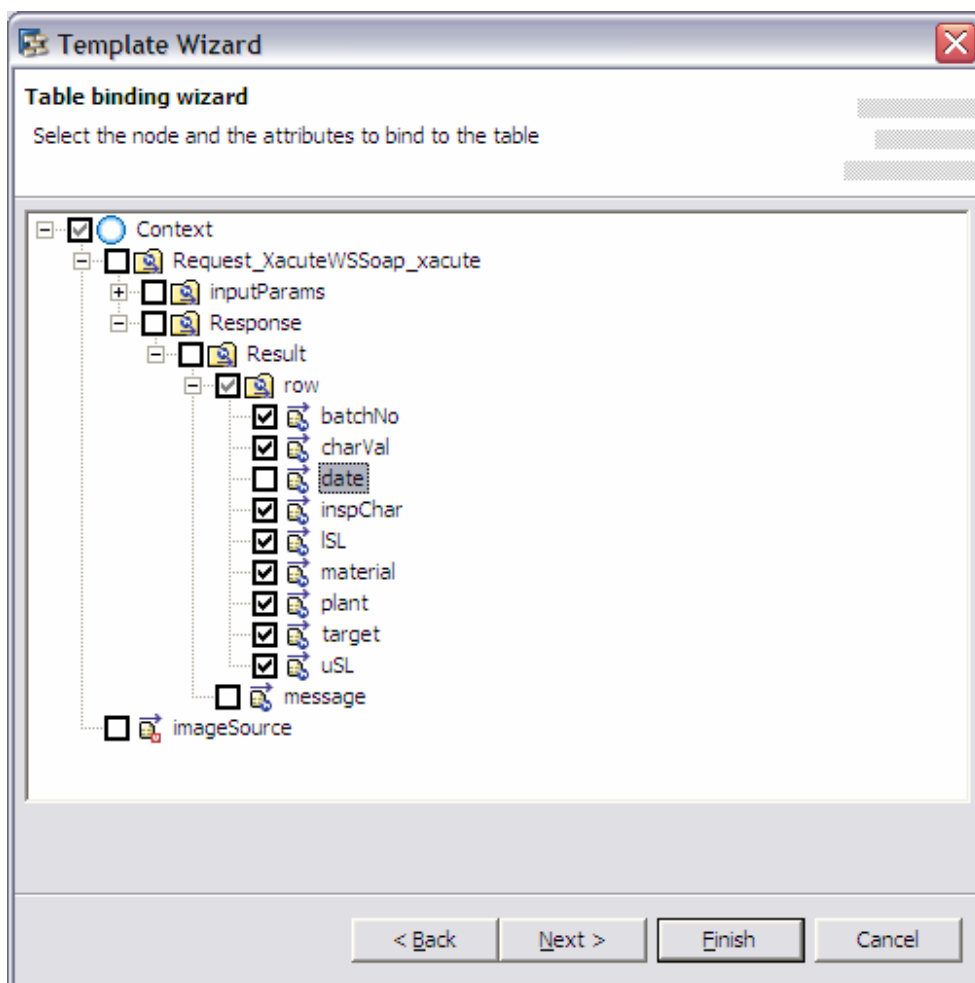 Template Wizard
Table binding wizard
Select the node and the attributes to bind to the table
Context
Request_XacuteWSSoap_xacute
inputParams
Response
Result
row
batchNo
charVal
date
inspChar
lSL
material
plant
target
uSL
message
imageSource
< Back Next > Finish Cancel